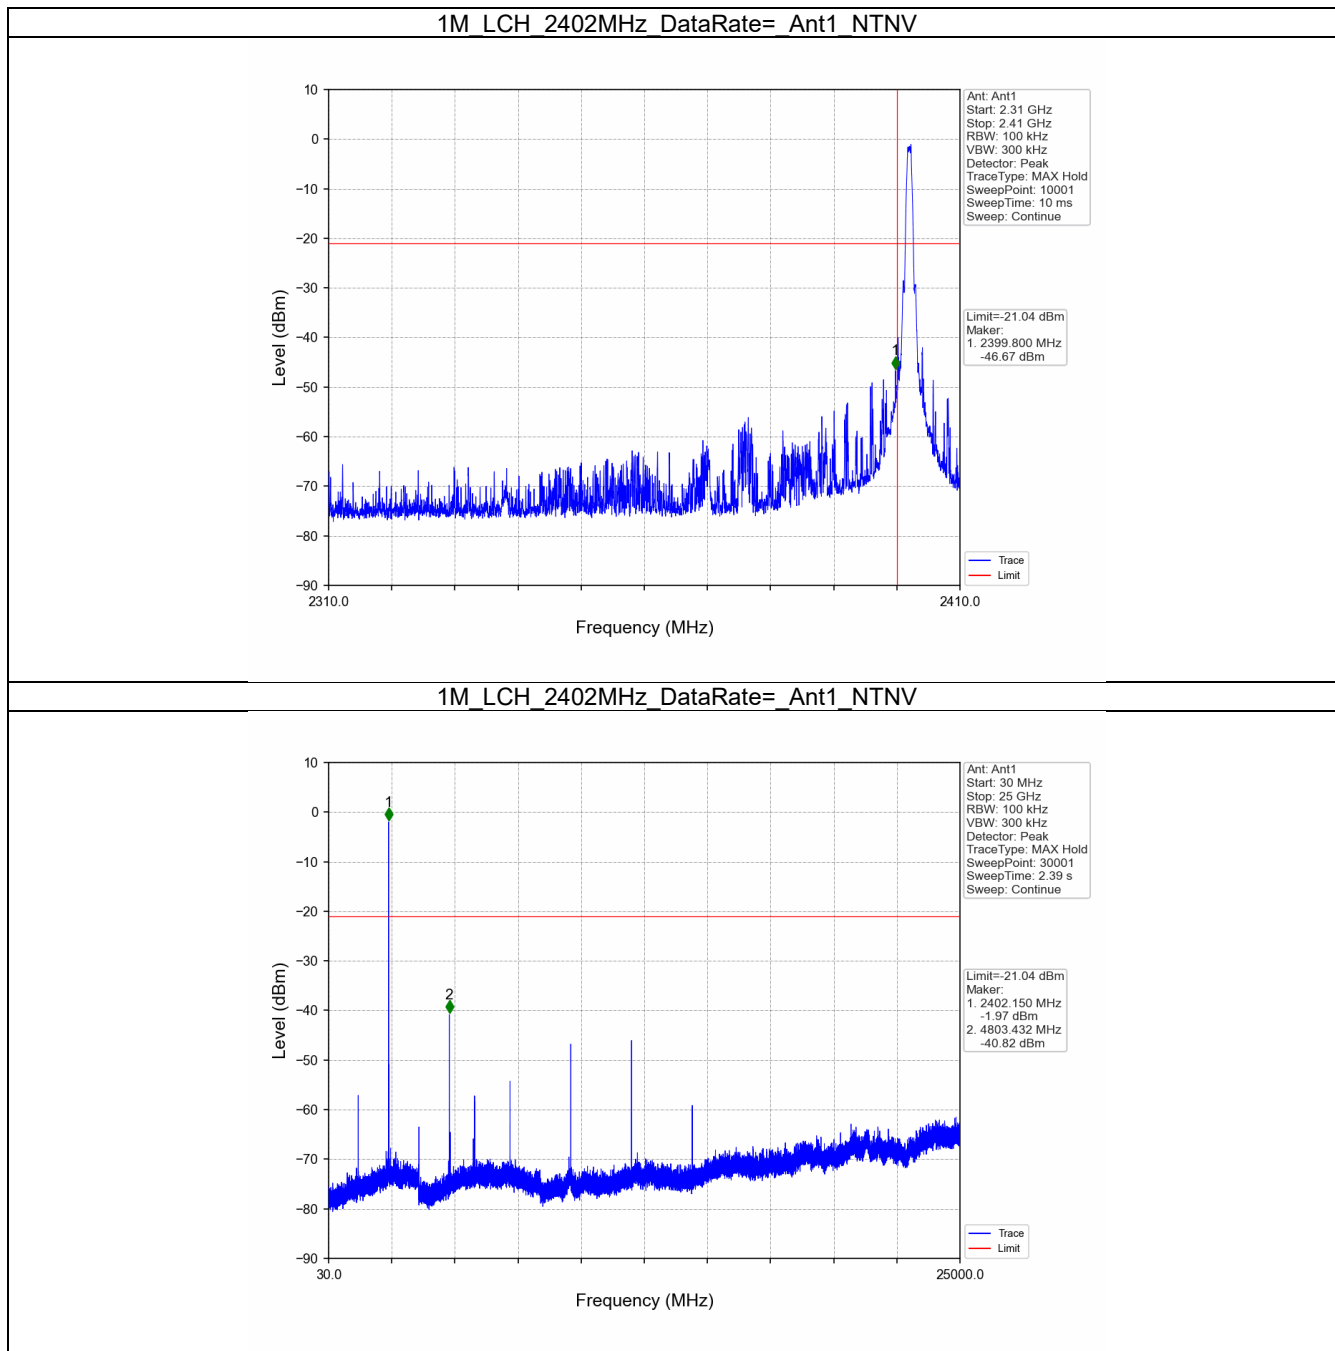 1M_LCH_2402MHz_DataRate=_Ant1_NTNV
10
0
−10
−20
−30
−40
−50
−60
−70
−80
−90
Level (dBm)
2310.0
2410.0
Frequency (MHz)
1
Ant: Ant1
Start: 2.31 GHz
Stop: 2.41 GHz
RBW: 100 kHz
VBW: 300 kHz
Detector: Peak
TraceType: MAX Hold
SweepPoint: 10001
SweepTime: 10 ms
Sweep: Continue
Limit=-21.04 dBm
Maker:
1. 2399.800 MHz
-46.67 dBm
Trace
Limit
1M_LCH_2402MHz_DataRate=_Ant1_NTNV
10
0
−10
−20
−30
−40
−50
−60
−70
−80
−90
Level (dBm)
30.0
25000.0
Frequency (MHz)
1
2
Ant: Ant1
Start: 30 MHz
Stop: 25 GHz
RBW: 100 kHz
VBW: 300 kHz
Detector: Peak
TraceType: MAX Hold
SweepPoint: 30001
SweepTime: 2.39 s
Sweep: Continue
Limit=-21.04 dBm
Maker:
1. 2402.150 MHz
-1.97 dBm
2. 4803.432 MHz
-40.82 dBm
Trace
Limit